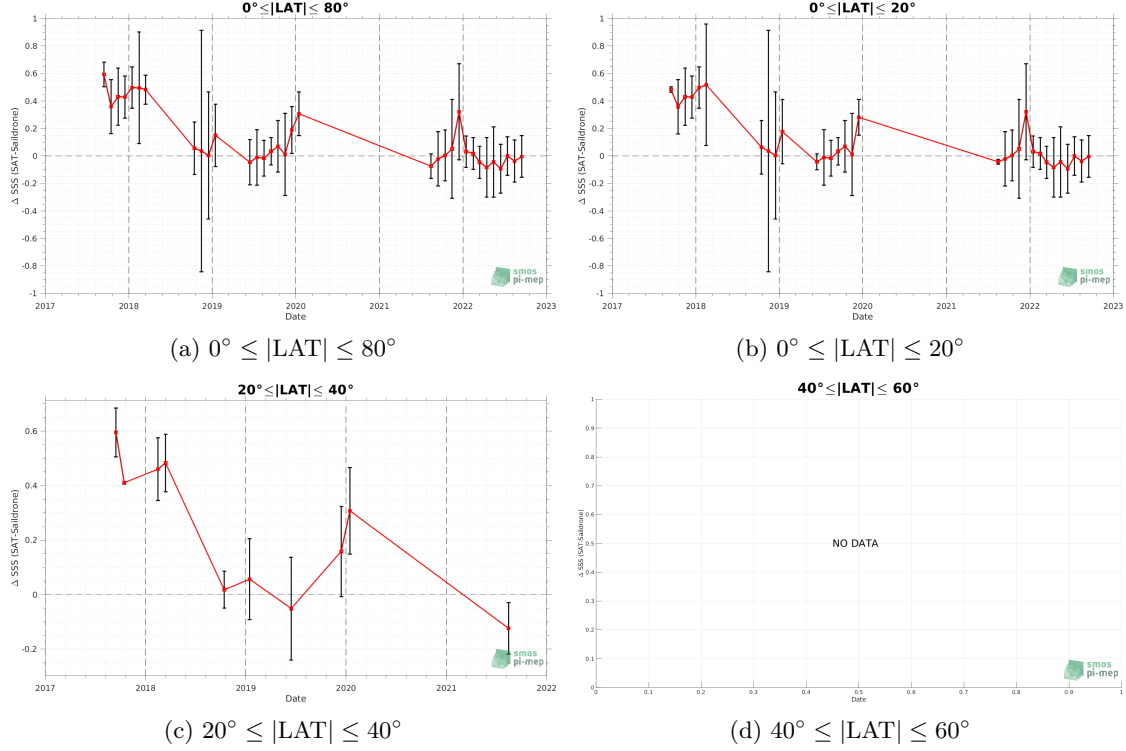 0°≤|LAT|≤ 80°
Δ SSS (SAT-Saildrone)
1
0.8
0.6
0.4
0.2
0
-0.2
-0.4
-0.6
-0.8
-1
2017 2018 2019 2020 2021 2022 2023
Date
smos
pi-mep
(a) 0° ≤ |LAT| ≤ 80°
0°≤|LAT|≤ 20°
Δ SSS (SAT-Saildrone)
1
0.8
0.6
0.4
0.2
0
-0.2
-0.4
-0.6
-0.8
-1
2017 2018 2019 2020 2021 2022 2023
Date
smos
pi-mep
(b) 0° ≤ |LAT| ≤ 20°
20°≤|LAT|≤ 40°
Δ SSS (SAT-Saildrone)
0.6
0.4
0.2
0
-0.2
2017 2018 2019 2020 2021 2022
Date
smos
pi-mep
(c) 20° ≤ |LAT| ≤ 40°
40°≤|LAT|≤ 60°
Δ SSS (SAT-Saildrone)
1
0.9
0.8
0.7
0.6
0.5
0.4
0.3
0.2
0.1
0
NO DATA
0 0.1 0.2 0.3 0.4 0.5 0.6 0.7 0.8 0.9 1
Date
smos
pi-mep
(d) 40° ≤ |LAT| ≤ 60°